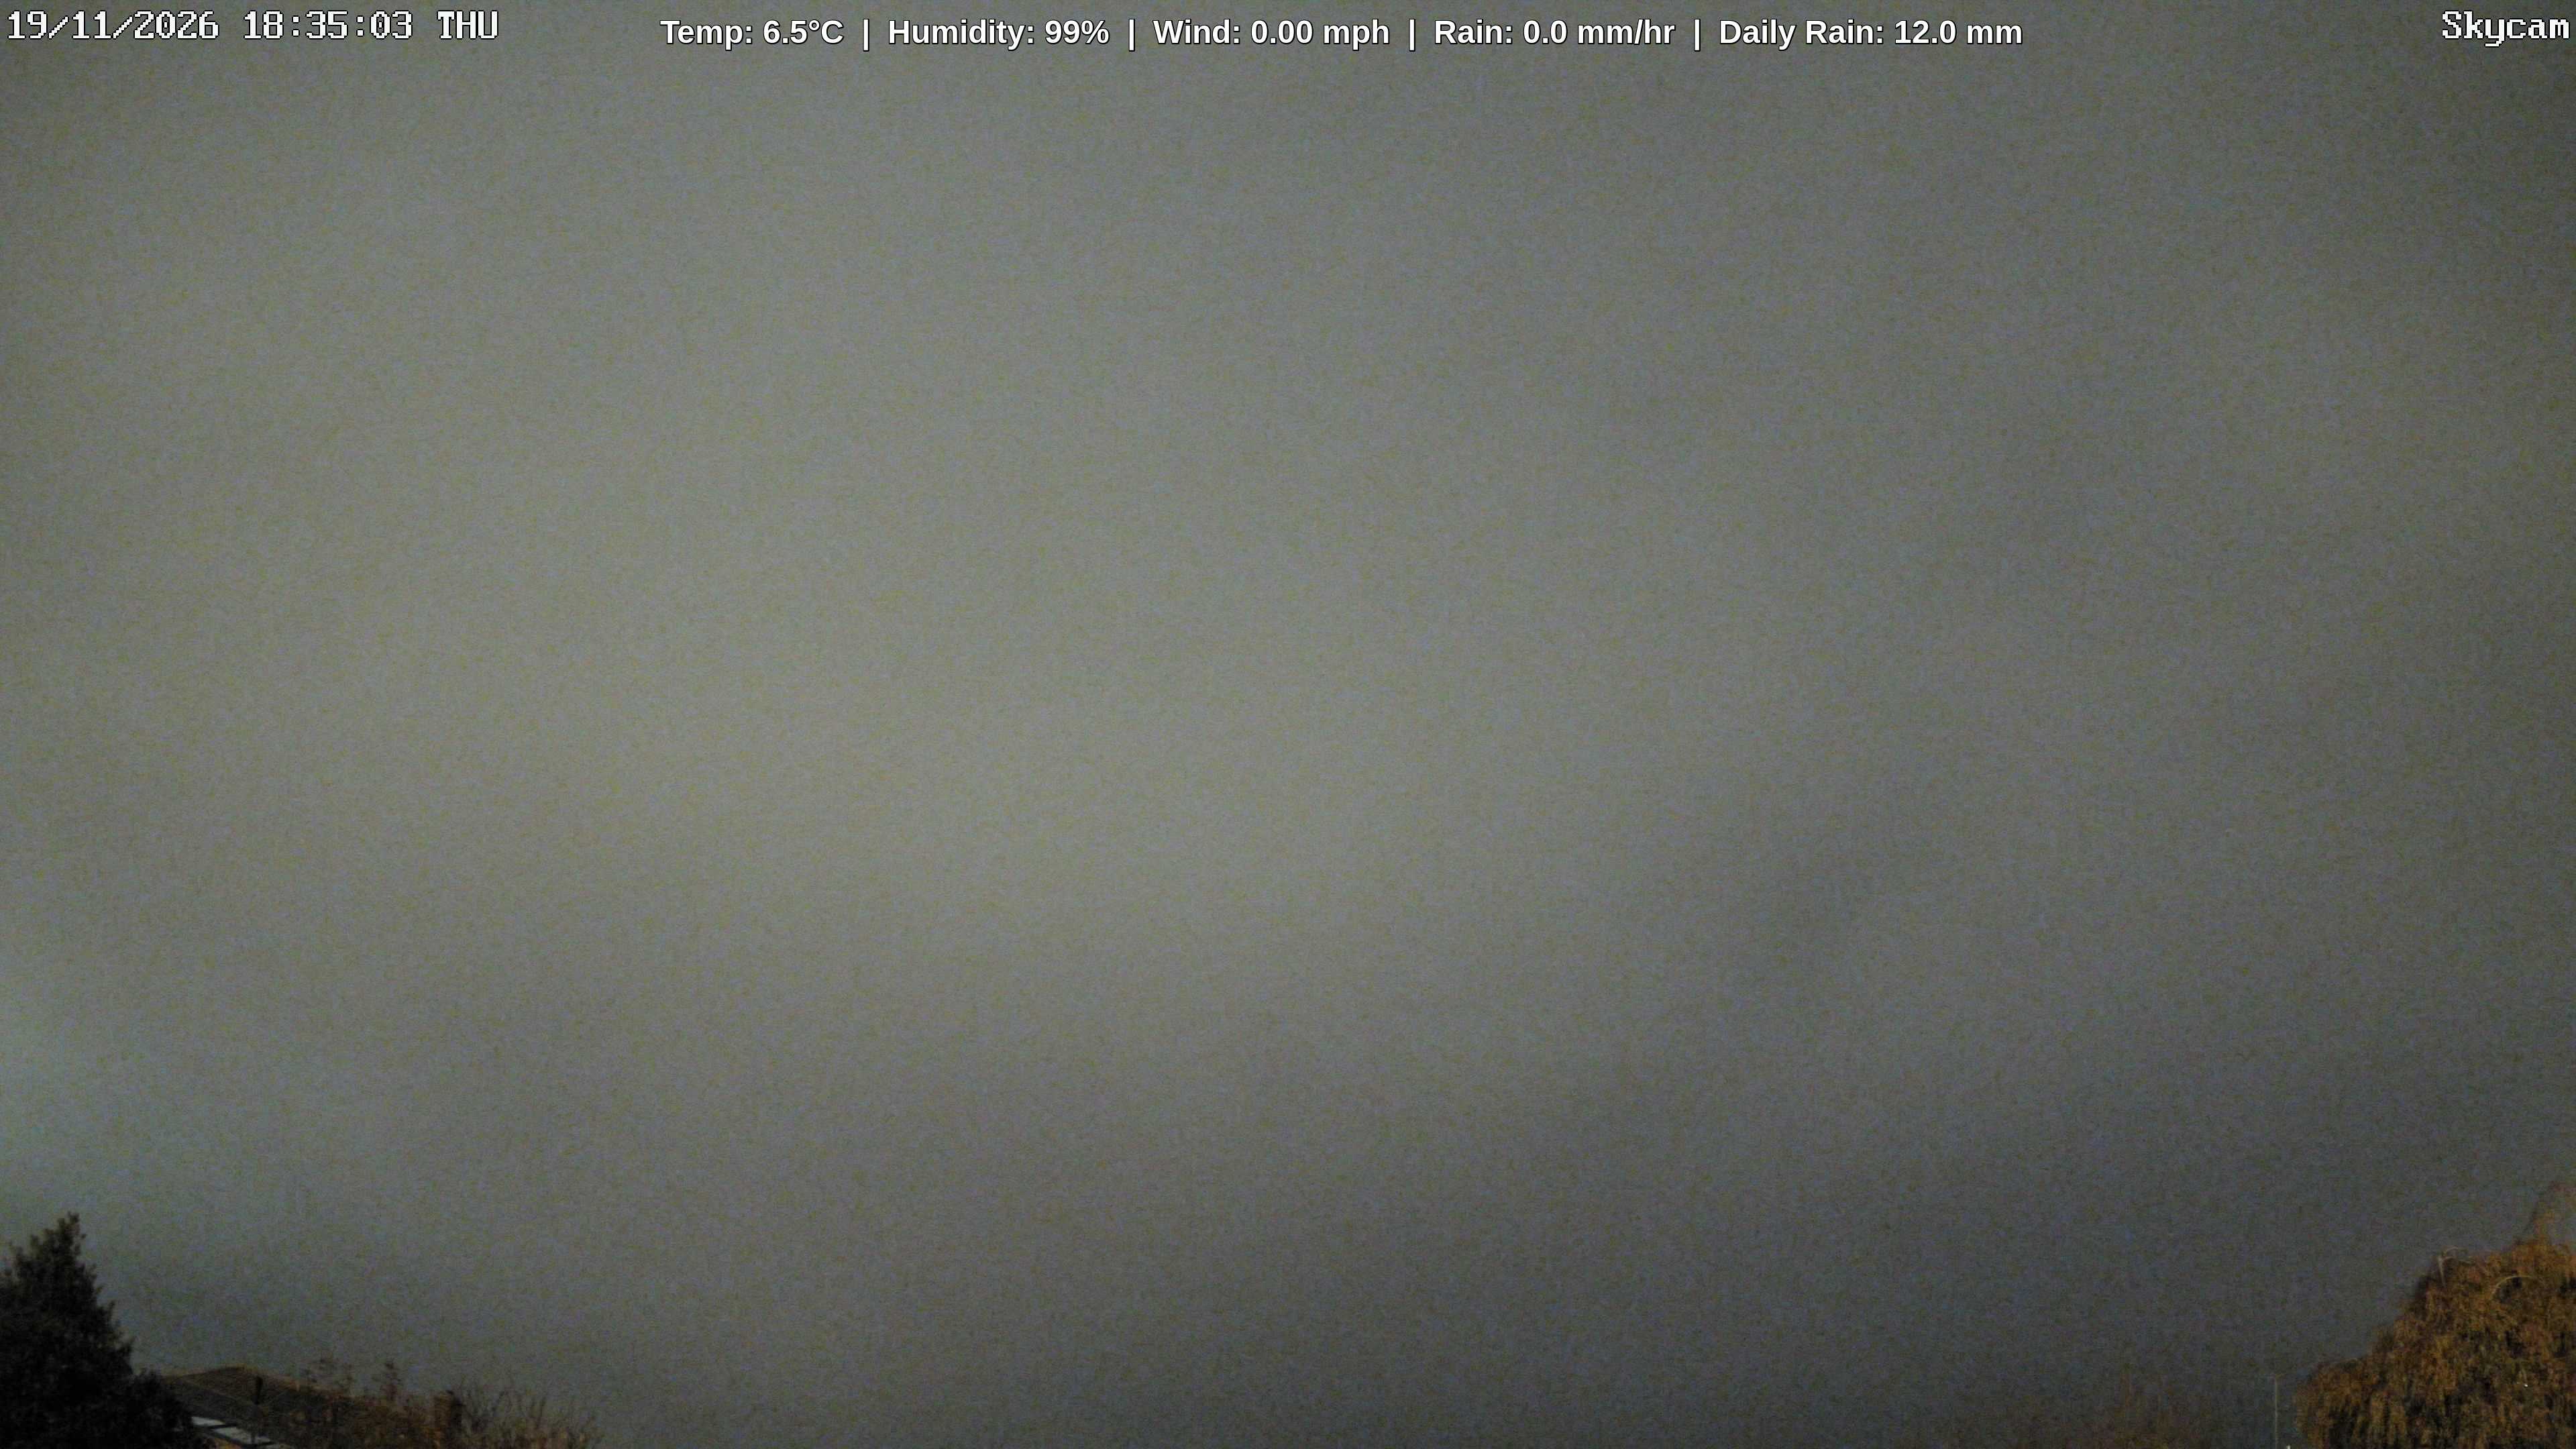 19/11/2026 18:35:03 THU
Temp: 6.5°C | Humidity: 99% | Wind: 0.00 mph | Rain: 0.0 mm/hr | Daily Rain: 12.0 mm
Skycam